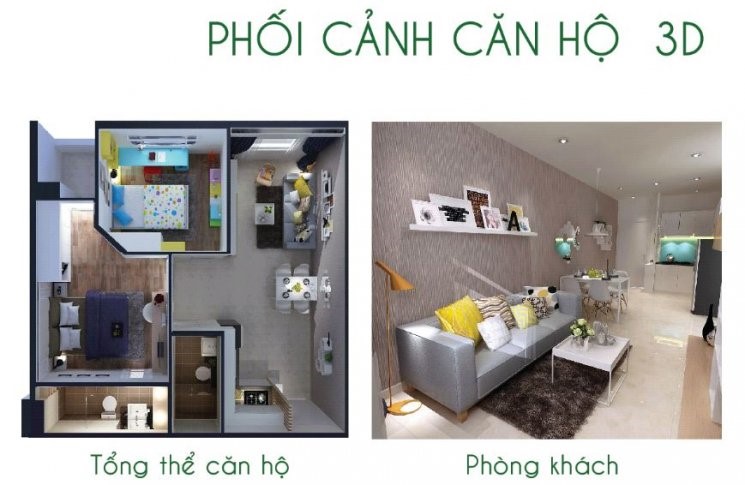 PHỐI CẢNH CĂN HỘ 3D
A
Tổng thể căn hộ
Phòng khách